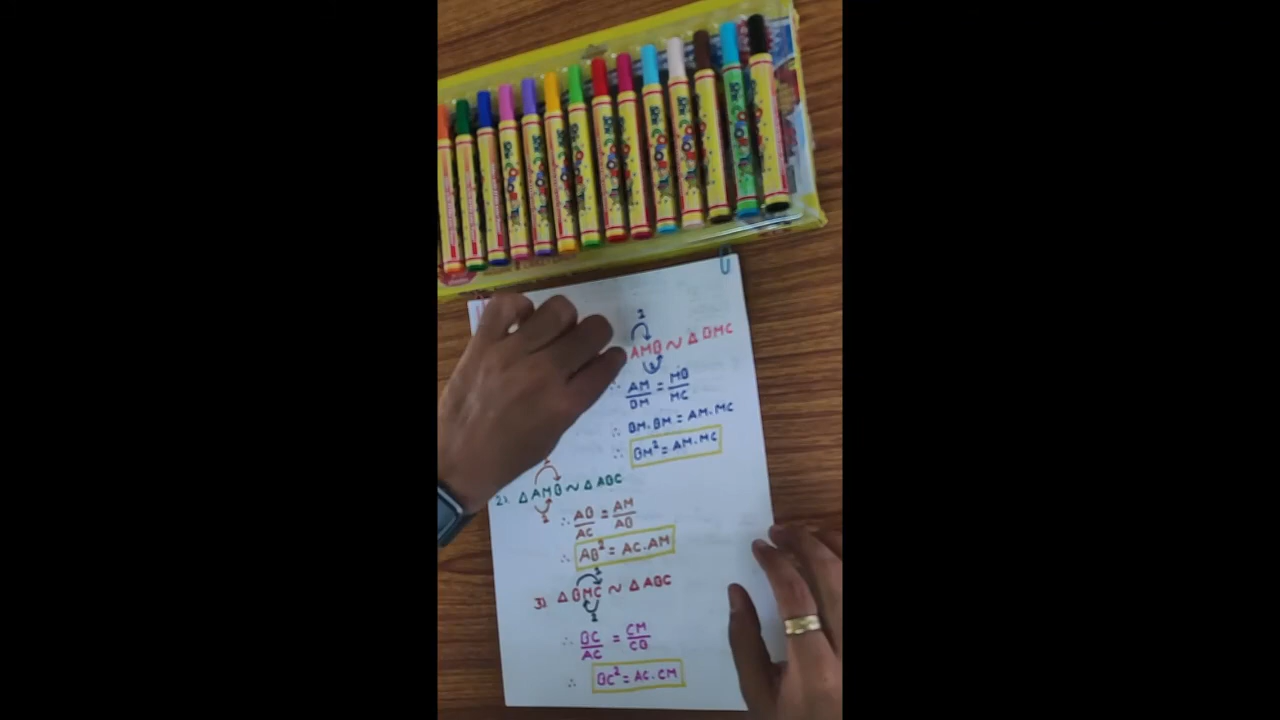 AMB ~ Δ BMC
∴ AM/BM = MB/MC
∴ BM.BM = AM.MC
∴ BM² = AM.MC
2) Δ AMB ~ Δ ABC
∴ AB/AC = AM/AB
∴ AB² = AC.AM
3) Δ BMC ~ Δ ABC
∴ BC/AC = CM/CB
∴ BC² = AC.CM